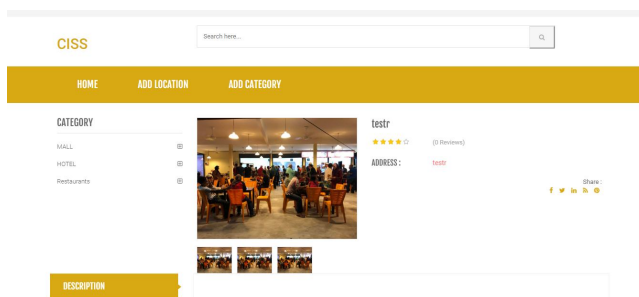 CISS
Search here...
HOME ADD LOCATION ADD CATEGORY
CATEGORY
MALL
HOTEL
Restaurants
testr
(0 Reviews)
ADDRESS : testr
Share :
DESCRIPTION